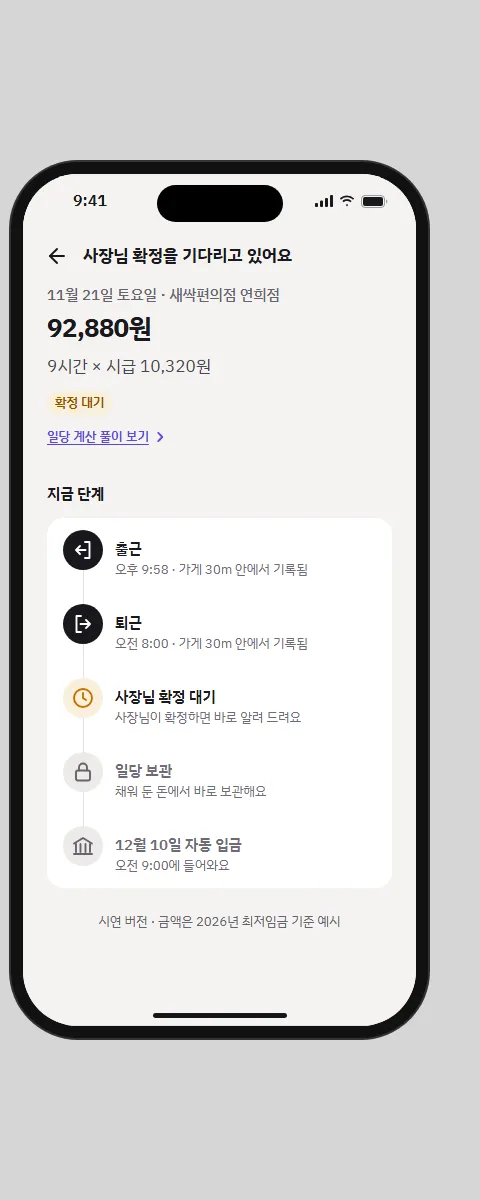 9:41
사장님 확정을 기다리고 있어요
11월 21일 토요일 · 새싹편의점 연희점
92,880원
9시간 × 시급 10,320원
확정 대기
일당 계산 풀이 보기
지금 단계
출근
오후 9:58 · 가게 30m 안에서 기록됨
퇴근
오전 8:00 · 가게 30m 안에서 기록됨
사장님 확정 대기
사장님이 확정하면 바로 알려 드려요
일당 보관
채워 둔 돈에서 바로 보관해요
12월 10일 자동 입금
오전 9:00에 들어와요
시연 버전 · 금액은 2026년 최저임금 기준 예시